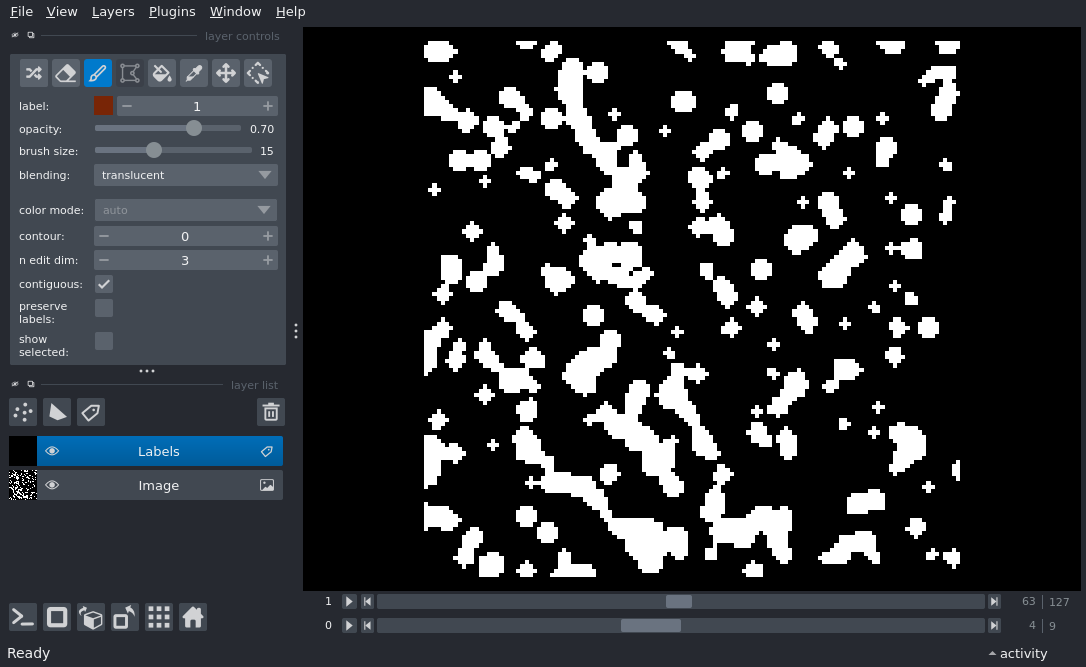 File View Layers Plugins Window Help
layer controls
label: 1
opacity: 0.70
brush size: 15
blending: translucent
color mode: auto
contour: 0
n edit dim: 3
contiguous:
preserve
labels:
show
selected:
layer list
Labels
Image
1 63 127
0 4 9
Ready activity